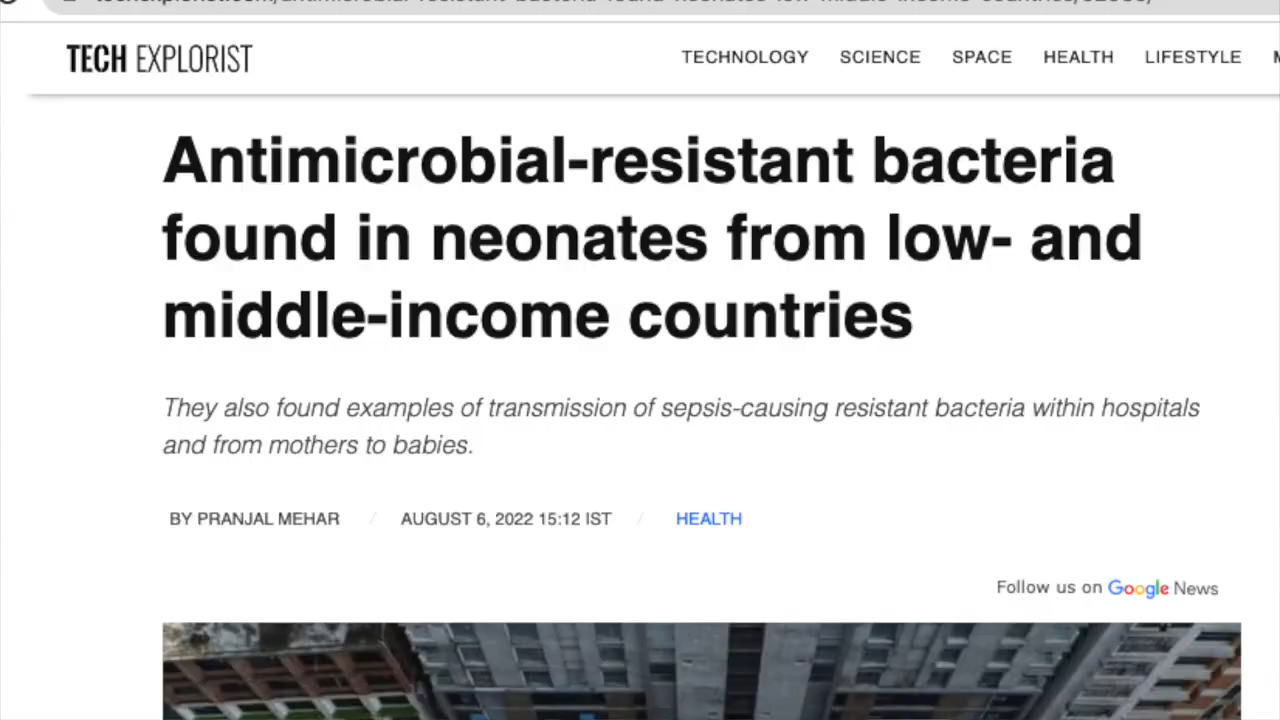 TECH EXPLORIST
TECHNOLOGY SCIENCE SPACE HEALTH LIFESTYLE
Antimicrobial-resistant bacteria
found in neonates from low- and
middle-income countries
They also found examples of transmission of sepsis-causing resistant bacteria within hospitals
and from mothers to babies.
BY PRANJAL MEHAR / AUGUST 6, 2022 15:12 IST / HEALTH
Follow us on Google News